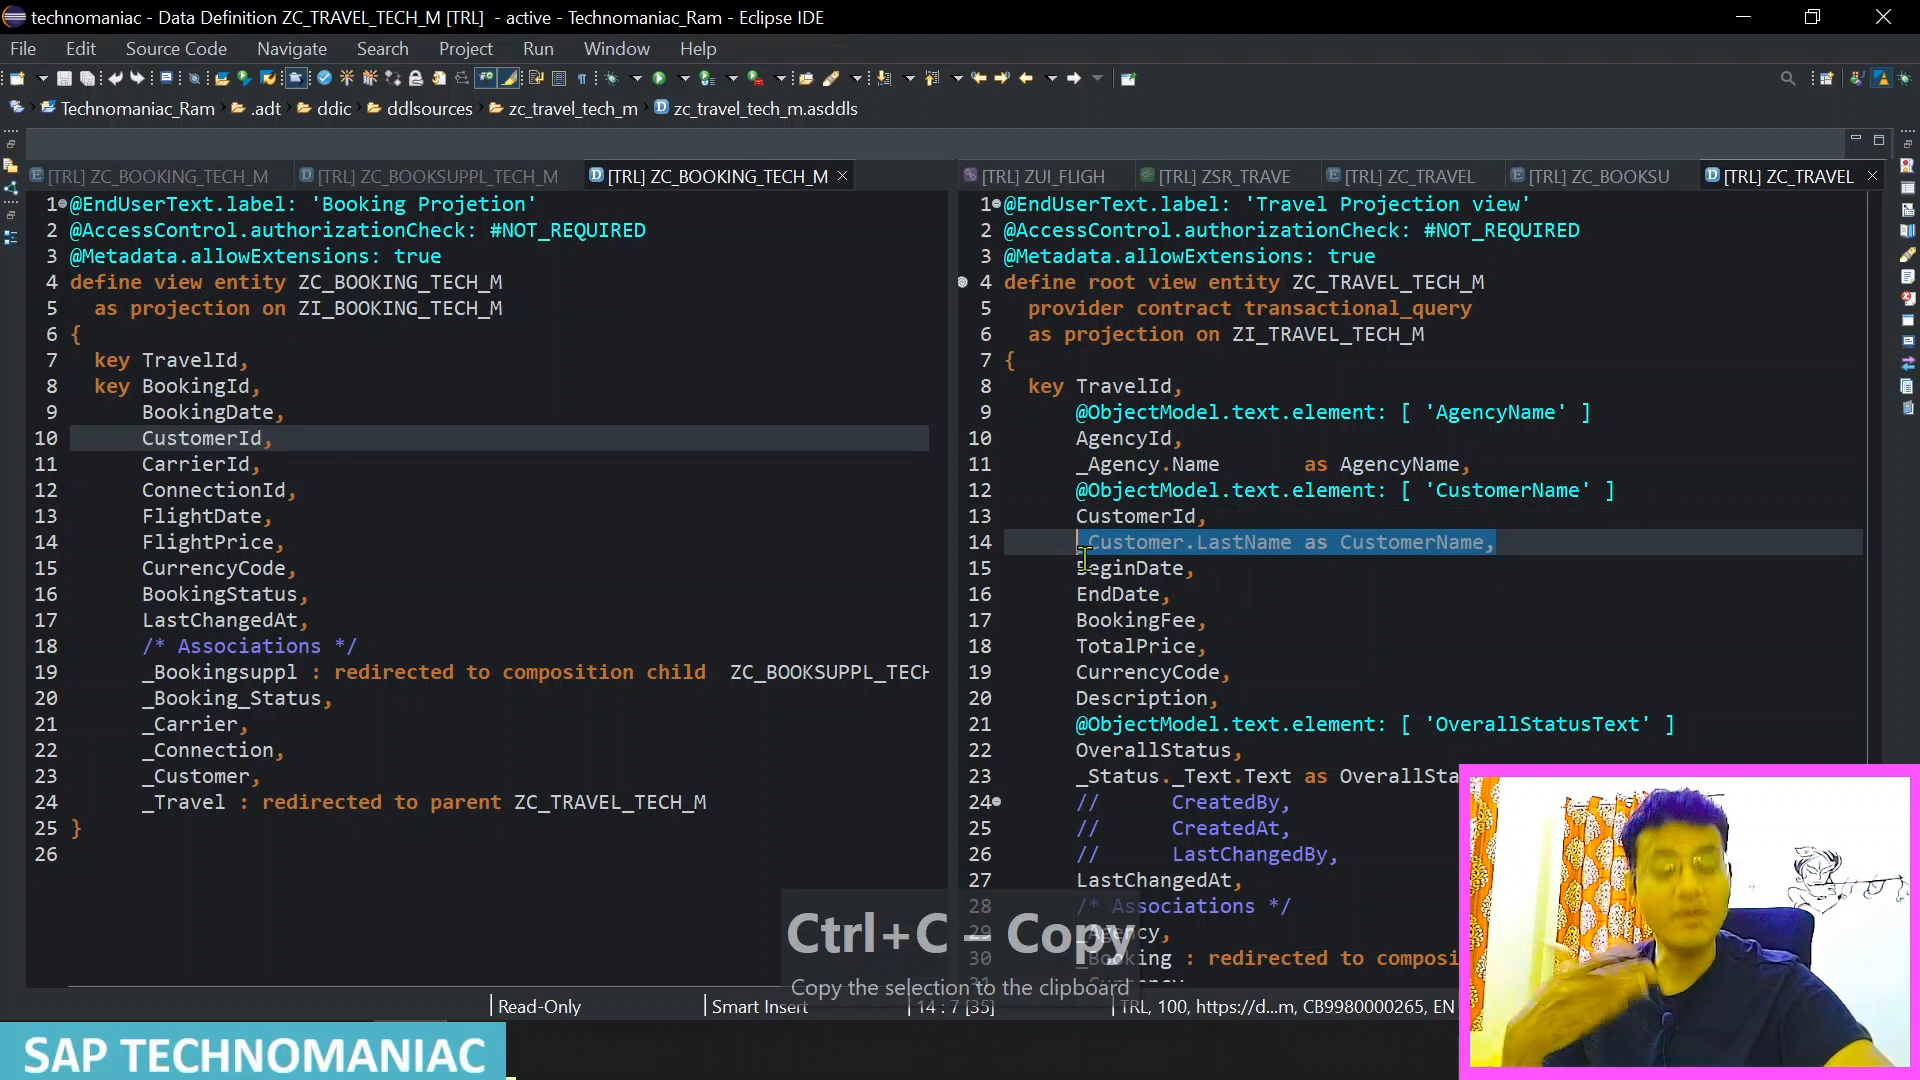 technomaniac - Data Definition ZC_TRAVEL_TECH_M [TRL] - active - Technomaniac_Ram - Eclipse IDE
File Edit Source Code Navigate Search Project Run Window Help
Technomaniac_Ram .adt ddic ddlsources zc_travel_tech_m zc_travel_tech_m.asddls
[TRL] ZC_BOOKING_TECH_M [TRL] ZC_BOOKSUPPL_TECH_M [TRL] ZC_BOOKING_TECH_M
1 @EndUserText.label: 'Booking Projetion'
2 @AccessControl.authorizationCheck: #NOT_REQUIRED
3 @Metadata.allowExtensions: true
4 define view entity ZC_BOOKING_TECH_M
5 as projection on ZI_BOOKING_TECH_M
6 {
7 key TravelId,
8 key BookingId,
9 BookingDate,
10 CustomerId,
11 CarrierId,
12 ConnectionId,
13 FlightDate,
14 FlightPrice,
15 CurrencyCode,
16 BookingStatus,
17 LastChangedAt,
18 /* Associations */
19 _Bookingsuppl : redirected to composition child ZC_BOOKSUPPL_TECH
20 _Booking_Status,
21 _Carrier,
22 _Connection,
23 _Customer,
24 _Travel : redirected to parent ZC_TRAVEL_TECH_M
25 }
26
[TRL] ZUI_FLIGH [TRL] ZSR_TRAVE [TRL] ZC_TRAVEL [TRL] ZC_BOOKSU [TRL] ZC_TRAVEL
1 @EndUserText.label: 'Travel Projection view'
2 @AccessControl.authorizationCheck: #NOT_REQUIRED
3 @Metadata.allowExtensions: true
4 define root view entity ZC_TRAVEL_TECH_M
5 provider contract transactional_query
6 as projection on ZI_TRAVEL_TECH_M
7 {
8 key TravelId,
9 @ObjectModel.text.element: [ 'AgencyName' ]
10 AgencyId,
11 _Agency.Name as AgencyName,
12 @ObjectModel.text.element: [ 'CustomerName' ]
13 CustomerId,
14 _Customer.LastName as CustomerName,
15 BeginDate,
16 EndDate,
17 BookingFee,
18 TotalPrice,
19 CurrencyCode,
20 Description,
21 @ObjectModel.text.element: [ 'OverallStatusText' ]
22 OverallStatus,
23 _Status._Text.Text as OverallSta
24 // CreatedBy,
25 // CreatedAt,
26 // LastChangedBy,
27 LastChangedAt,
28 /* Associations */
29 _Agency,
30 _Booking : redirected to composi
Ctrl+C – Copy
Copy the selection to the clipboard
Read-Only Smart Insert 14 : 7 [35] TRL, 100, https://d...m, CB9980000265, EN
SAP TECHNOMANIAC